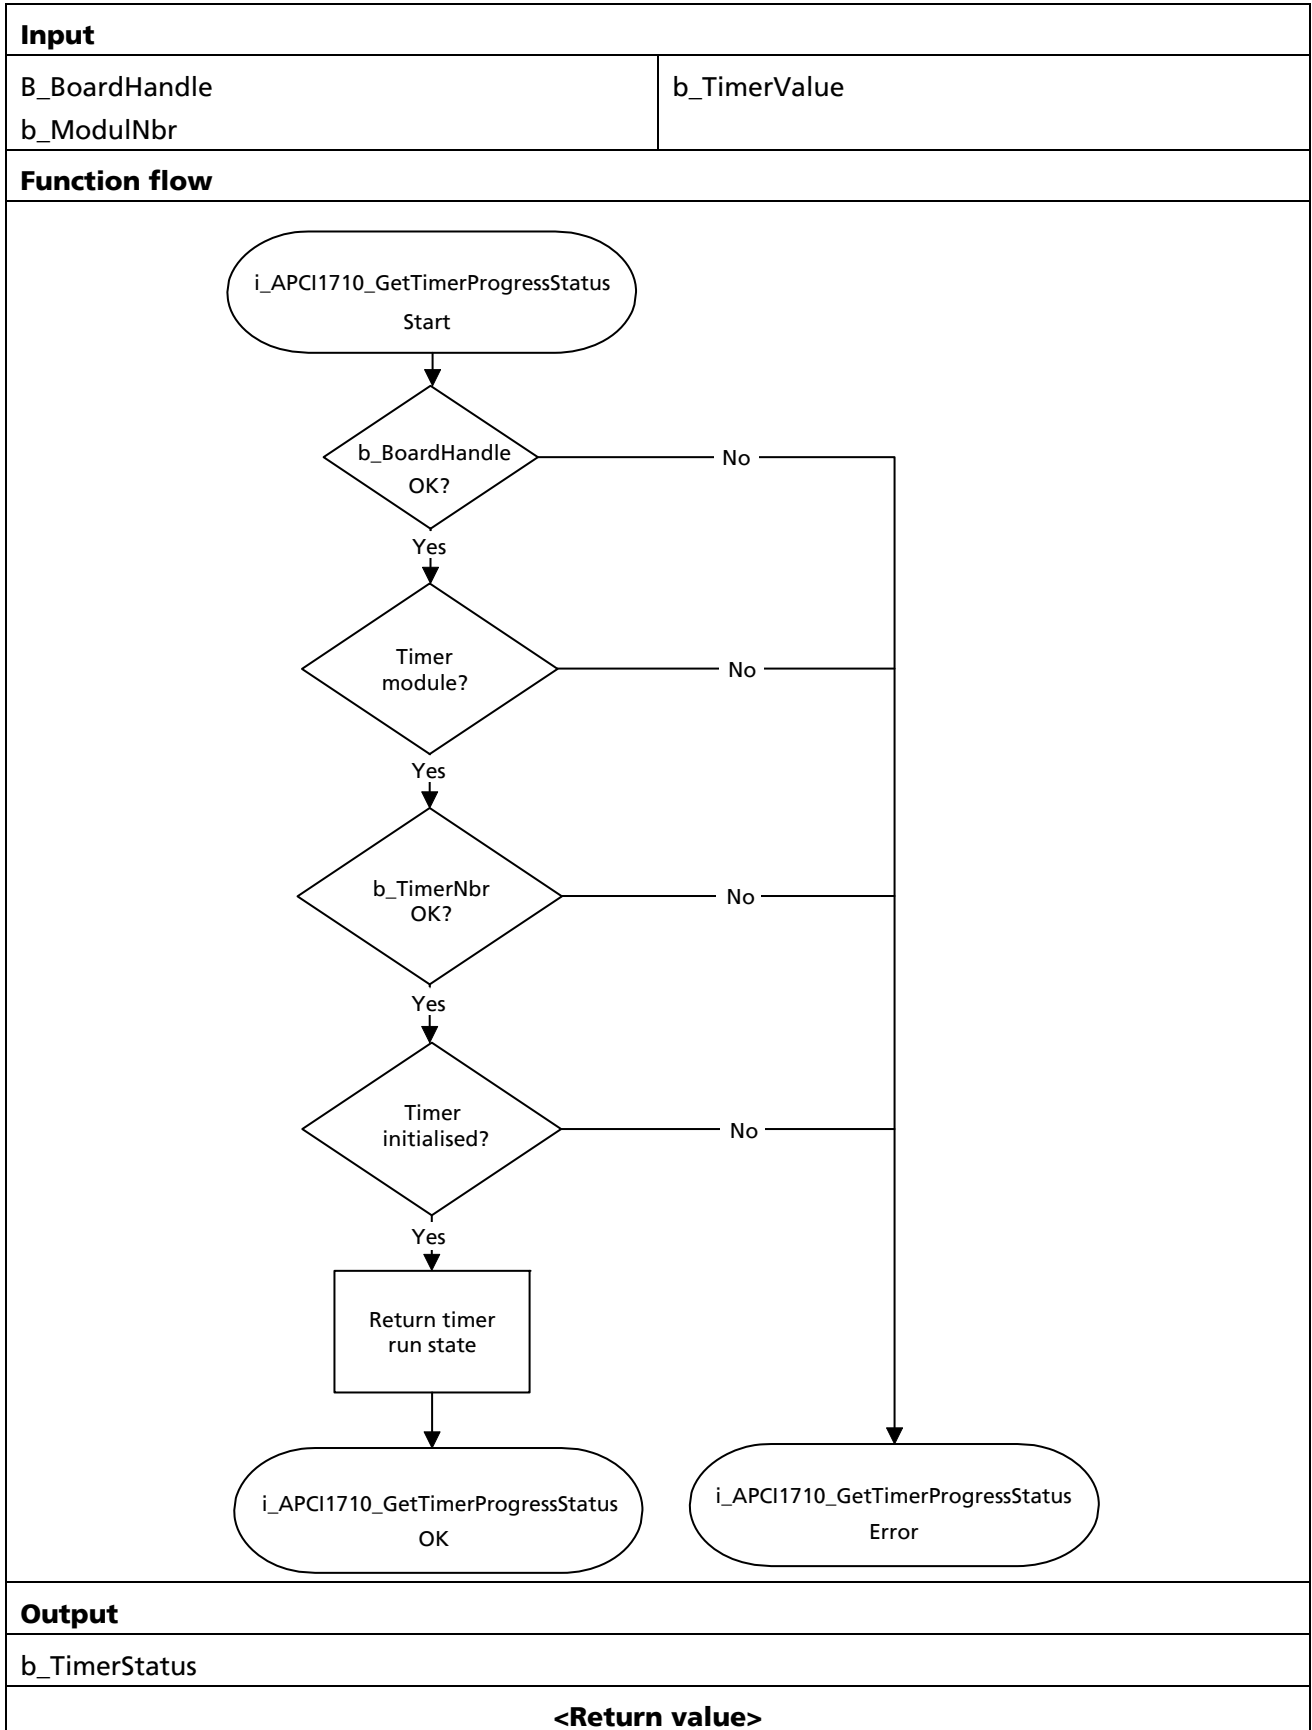 Input
B_BoardHandle
b_ModulNbr
b_TimerValue
Function flow
i_APCI1710_GetTimerProgressStatus
Start
b_BoardHandle
OK?
No
Yes
Timer
module?
No
Yes
b_TimerNbr
OK?
No
Yes
Timer
initialised?
No
Yes
Return timer
run state
i_APCI1710_GetTimerProgressStatus
OK
i_APCI1710_GetTimerProgressStatus
Error
Output
b_TimerStatus
<Return value>